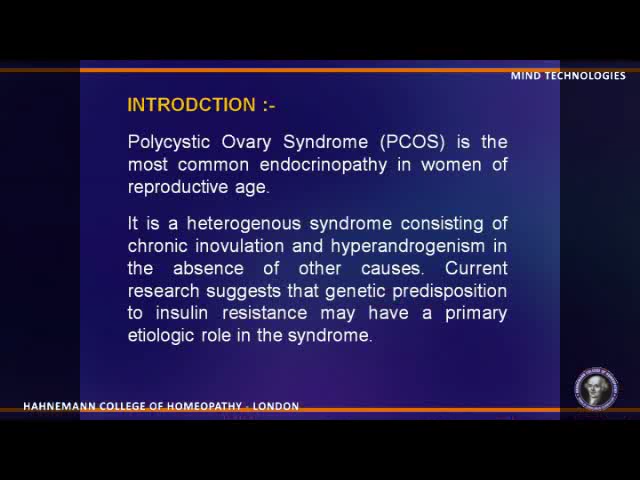 MIND TECHNOLOGIES
INTRODCTION :-
Polycystic Ovary Syndrome (PCOS) is the
most common endocrinopathy in women of
reproductive age.
It is a heterogenous syndrome consisting of
chronic inovulation and hyperandrogenism in
the absence of other causes. Current
research suggests that genetic predisposition
to insulin resistance may have a primary
etiologic role in the syndrome.
HAHNEMANN COLLEGE OF HOMEOPATHY - LONDON